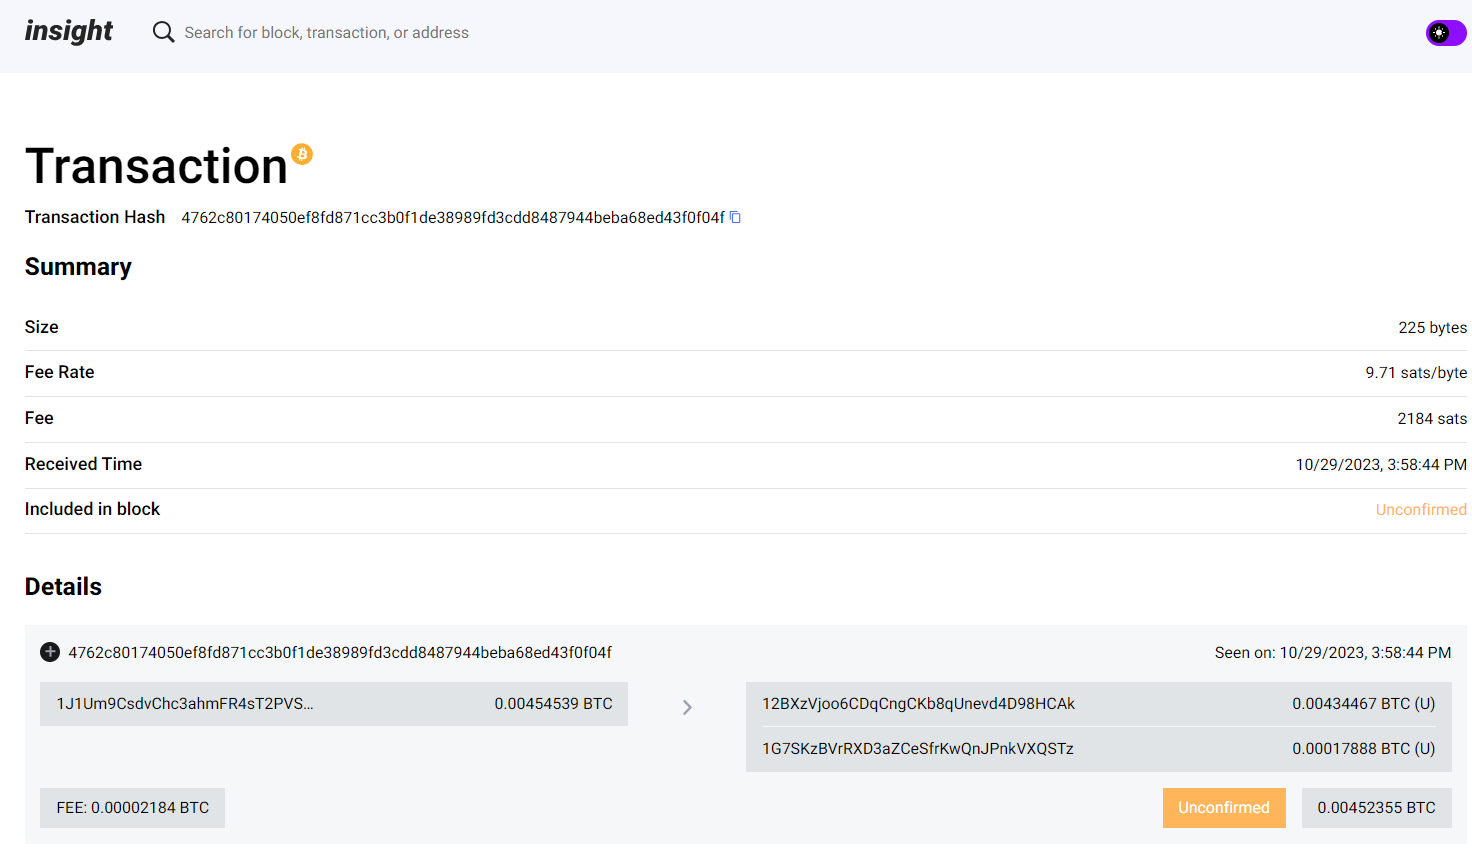 insight
Search for block, transaction, or address
Transaction
Transaction Hash 4762c80174050ef8fd871cc3b0f1de38989fd3cdd8487944beba68ed43f0f04f
Summary
Size 225 bytes
Fee Rate 9.71 sats/byte
Fee 2184 sats
Received Time 10/29/2023, 3:58:44 PM
Included in block Unconfirmed
Details
4762c80174050ef8fd871cc3b0f1de38989fd3cdd8487944beba68ed43f0f04f Seen on: 10/29/2023, 3:58:44 PM
1J1Um9CsdvChc3ahmFR4sT2PVS... 0.00454539 BTC
12BXzVjoo6CDqCngCKb8qUnevd4D98HCAk 0.00434467 BTC (U)
1G7SKzBVrRXD3aZCeSfrKwQnJPnkVXQSTz 0.00017888 BTC (U)
FEE: 0.00002184 BTC Unconfirmed 0.00452355 BTC